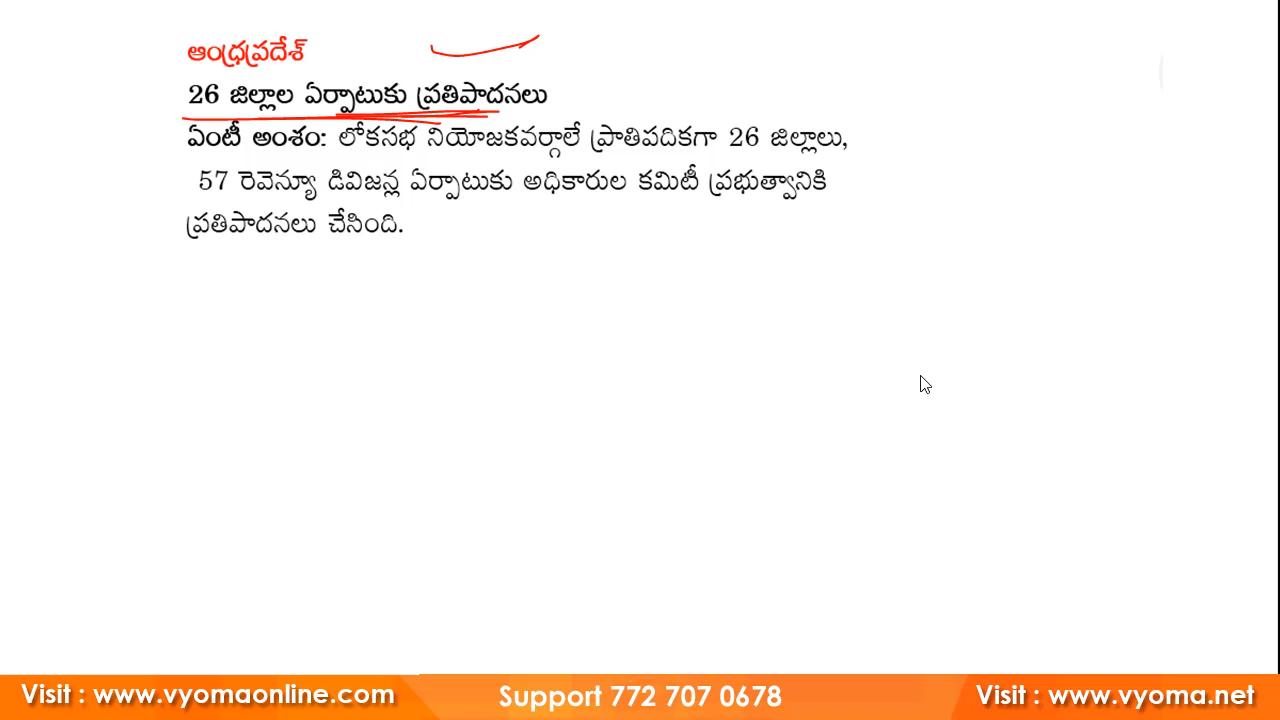 ఆంధ్రప్రదేశ్
26 జిల్లాల ఏర్పాటుకు ప్రతిపాదనలు
ఏంటీ అంశం: లోకసభ నియోజకవర్గాలే ప్రాతిపదికగా 26 జిల్లాలు,
57 రెవెన్యూ డివిజన్ల ఏర్పాటుకు అధికారుల కమిటీ ప్రభుత్వానికి
ప్రతిపాదనలు చేసింది.
Visit : www.vyomaonline.com Support 772 707 0678 Visit : www.vyoma.net